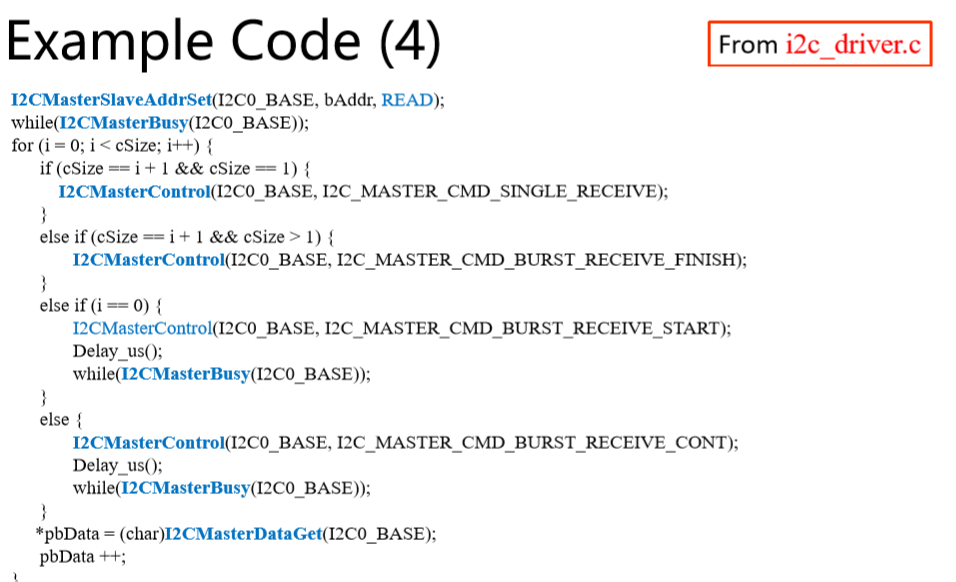 Example Code (4)
From i2c_driver.c
I2CMasterSlaveAddrSet(I2C0_BASE, bAddr, READ);
while(I2CMasterBusy(I2C0_BASE));
for (i = 0; i < cSize; i++) {
if (cSize == i + 1 && cSize == 1) {
I2CMasterControl(I2C0_BASE, I2C_MASTER_CMD_SINGLE_RECEIVE);
}
else if (cSize == i + 1 && cSize > 1) {
I2CMasterControl(I2C0_BASE, I2C_MASTER_CMD_BURST_RECEIVE_FINISH);
}
else if (i == 0) {
I2CMasterControl(I2C0_BASE, I2C_MASTER_CMD_BURST_RECEIVE_START);
Delay_us();
while(I2CMasterBusy(I2C0_BASE));
}
else {
I2CMasterControl(I2C0_BASE, I2C_MASTER_CMD_BURST_RECEIVE_CONT);
Delay_us();
while(I2CMasterBusy(I2C0_BASE));
}
*pbData = (char)I2CMasterDataGet(I2C0_BASE);
pbData ++;
}